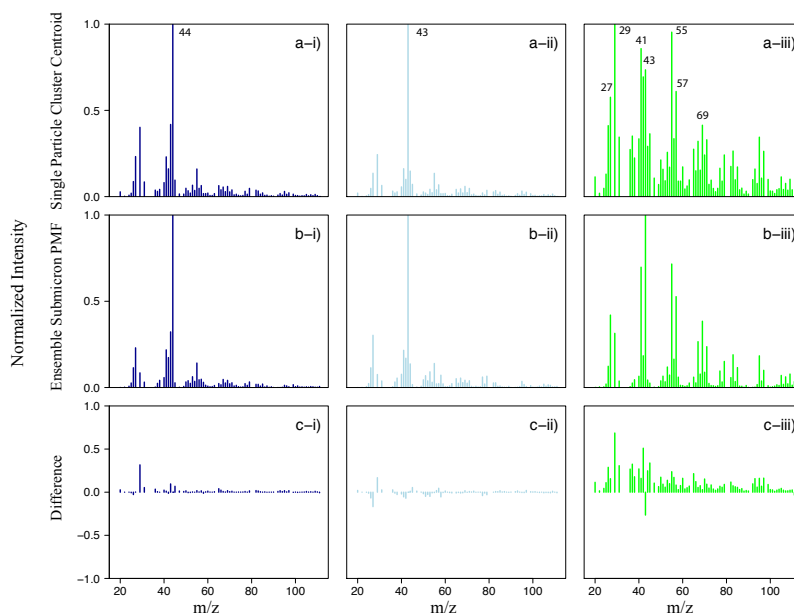 Normalized Intensity
Single Particle Cluster Centroid
Ensemble Submicron PMF
Difference
1.0
0.5
0.0
a-i)
44
a-ii)
43
a-iii)
29
55
41
43
57
27
69
1.0
0.5
0.0
b-i)
b-ii)
b-iii)
1.0
0.5
0.0
-0.5
-1.0
c-i)
c-ii)
c-iii)
20 40 60 80 100
20 40 60 80 100
20 40 60 80 100
m/z
m/z
m/z